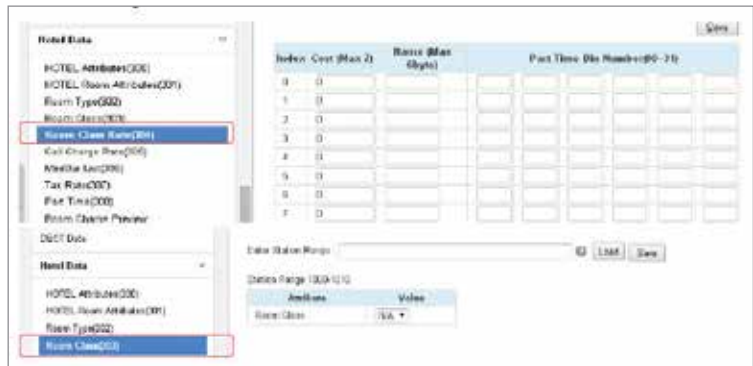 Save
Hotel Data
Index Cost (Max 2) Name (Max 6byte) Part Time Bin Number(00-31)
HOTEL Attributes(300)
HOTEL Room Attributes(301)
Room Type(302)
Room Class(303)
Room Class Rate(304)
Call Charge Rate(305)
Tax Rate(307)
Part Time(308)
Room Charge Preview
0 0
1 0
2 0
3 0
4 0
5 0
6 0
7 0
DECT Data
Hotel Data
HOTEL Attributes(300)
HOTEL Room Attributes(301)
Room Type(302)
Room Class(303)
Enter Station Range : Load Save
Station Range
Attribute Value
Room Class N/A